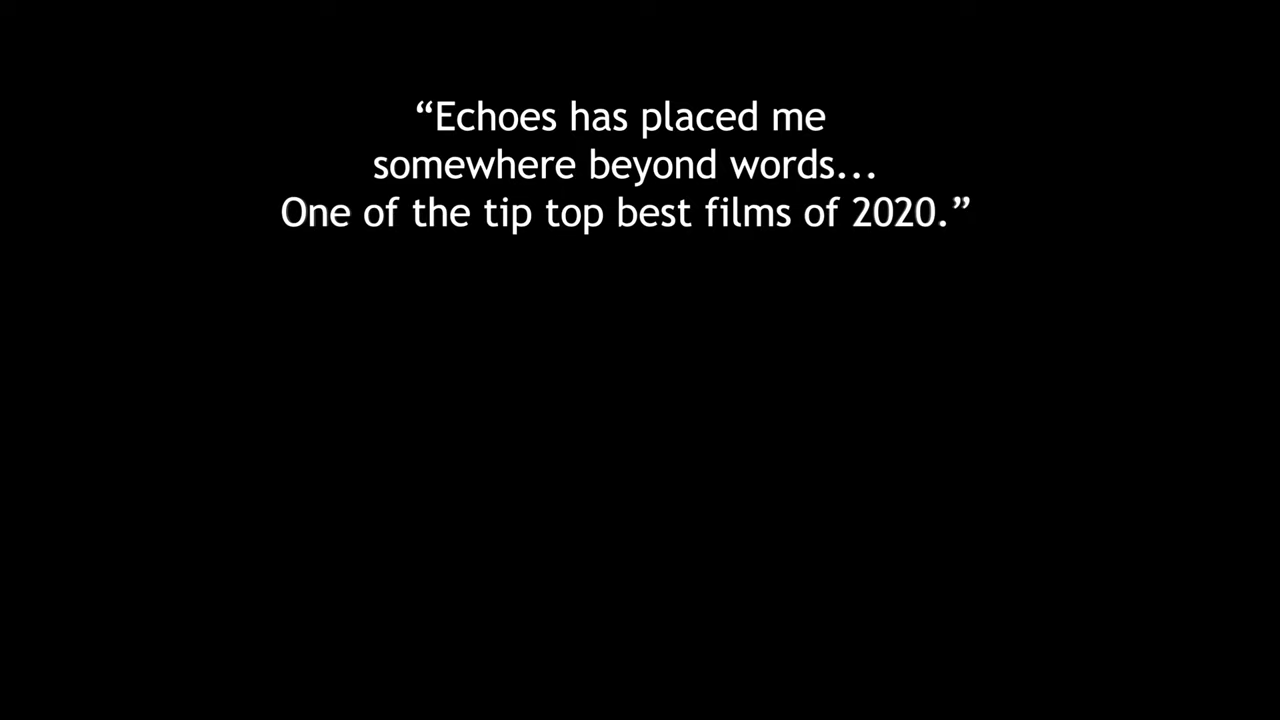 “Echoes has placed me
somewhere beyond words...
One of the tip top best films of 2020.”